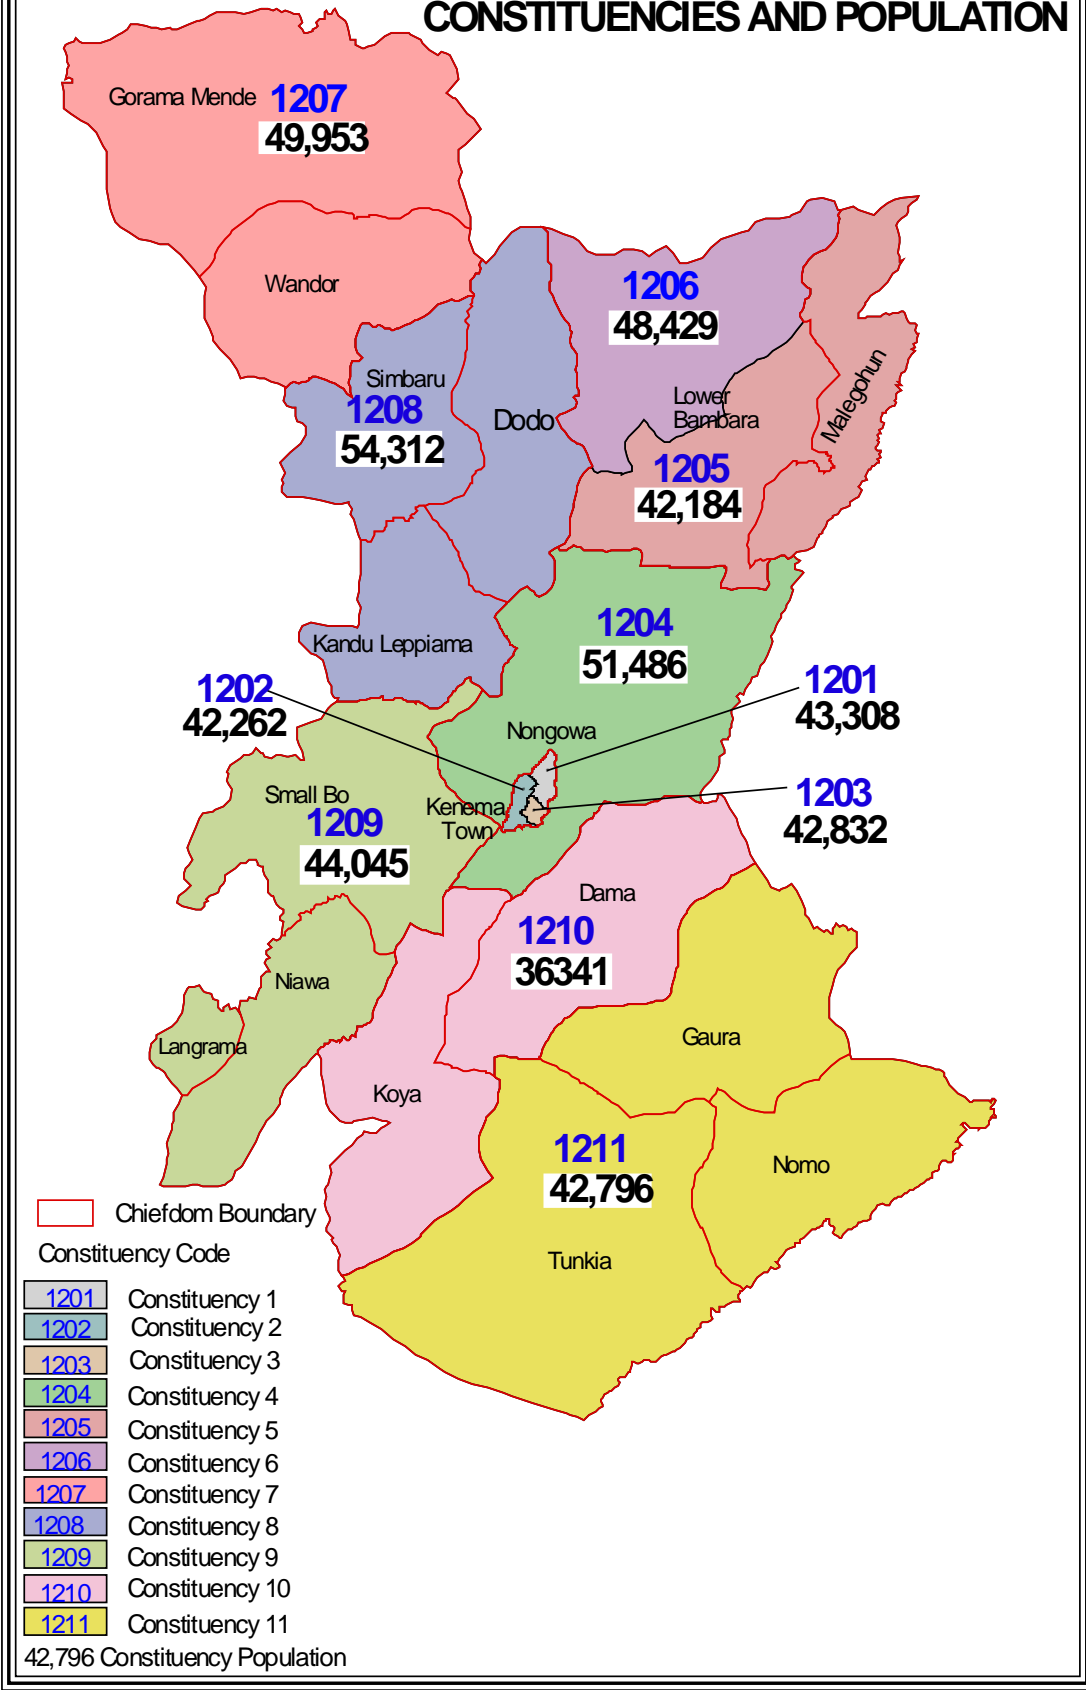 CONSTITUENCIES AND POPULATION
Gorama Mende
1207
49,953
Wandor
1206
48,429
Simbaru
1208
54,312
Dodo
Lower
Bambara
Malegohun
1205
42,184
1204
51,486
Kandu Leppiama
1202
42,262
1201
43,308
Nongowa
Small Bo
1209
44,045
Kenema
Town
1203
42,832
Dama
1210
36341
Niawa
Langrama
Gaura
Koya
1211
42,796
Nomo
Tunkia
Chiefdom Boundary
Constituency Code
1201 Constituency 1
1202 Constituency 2
1203 Constituency 3
1204 Constituency 4
1205 Constituency 5
1206 Constituency 6
1207 Constituency 7
1208 Constituency 8
1209 Constituency 9
1210 Constituency 10
1211 Constituency 11
42,796 Constituency Population